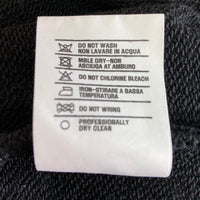 DO NOT WASH
NON LAVARE IN ACQUA
MBLE DRY-NON
ASCIUGA AT AMBURO
DO NOT CHLORINE BLEACH
IRON-STIRARE A BASSA
TEMPERATUR
DO NOT WRING
PROFESSIONALLY
DRY CLEAN